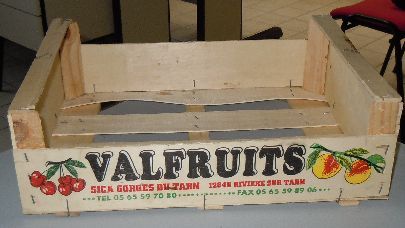 VALFRUITS
SICA GORGES DU TARN 12640 RIVIERE SUR TARN
TEL 05 65 59 70 80 FAX 05 65 59 89 06